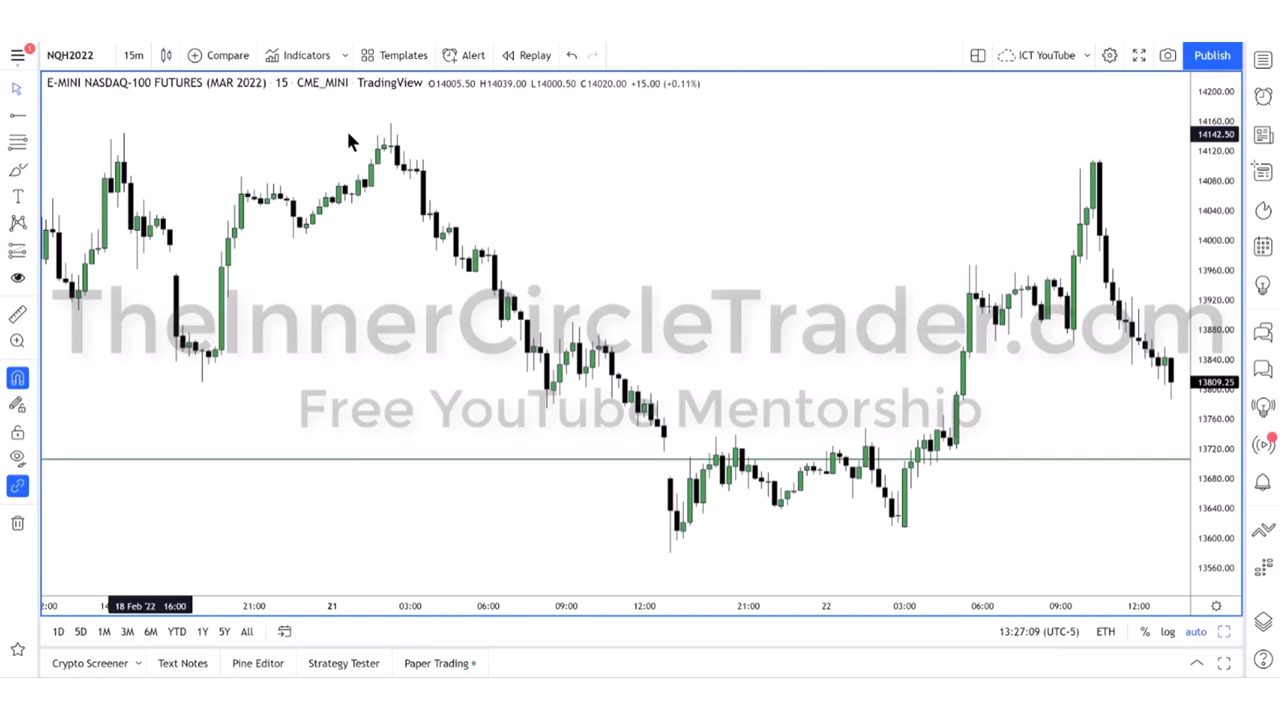 NQH2022 15m Compare Indicators Templates Alert Replay ICT YouTube Publish
E-MINI NASDAQ-100 FUTURES (MAR 2022) · 15 · CME_MINI · TradingView O14005.50 H14039.00 L14000.50 C14020.00 +15.00 (+0.11%)
14200.00
14160.00
14142.50
14120.00
14080.00
14040.00
14000.00
13960.00
13920.00
TheInnerCircleTrader.com
13880.00
13840.00
13809.25
Free YouTube Mentorship
13760.00
13720.00
13680.00
13640.00
13600.00
13560.00
2:00 18 Feb '22 16:00 21:00 21 03:00 06:00 09:00 12:00 21:00 22 03:00 06:00 09:00 12:00
1D 5D 1M 3M 6M YTD 1Y 5Y All 13:27:09 (UTC-5) ETH % log auto
Crypto Screener Text Notes Pine Editor Strategy Tester Paper Trading